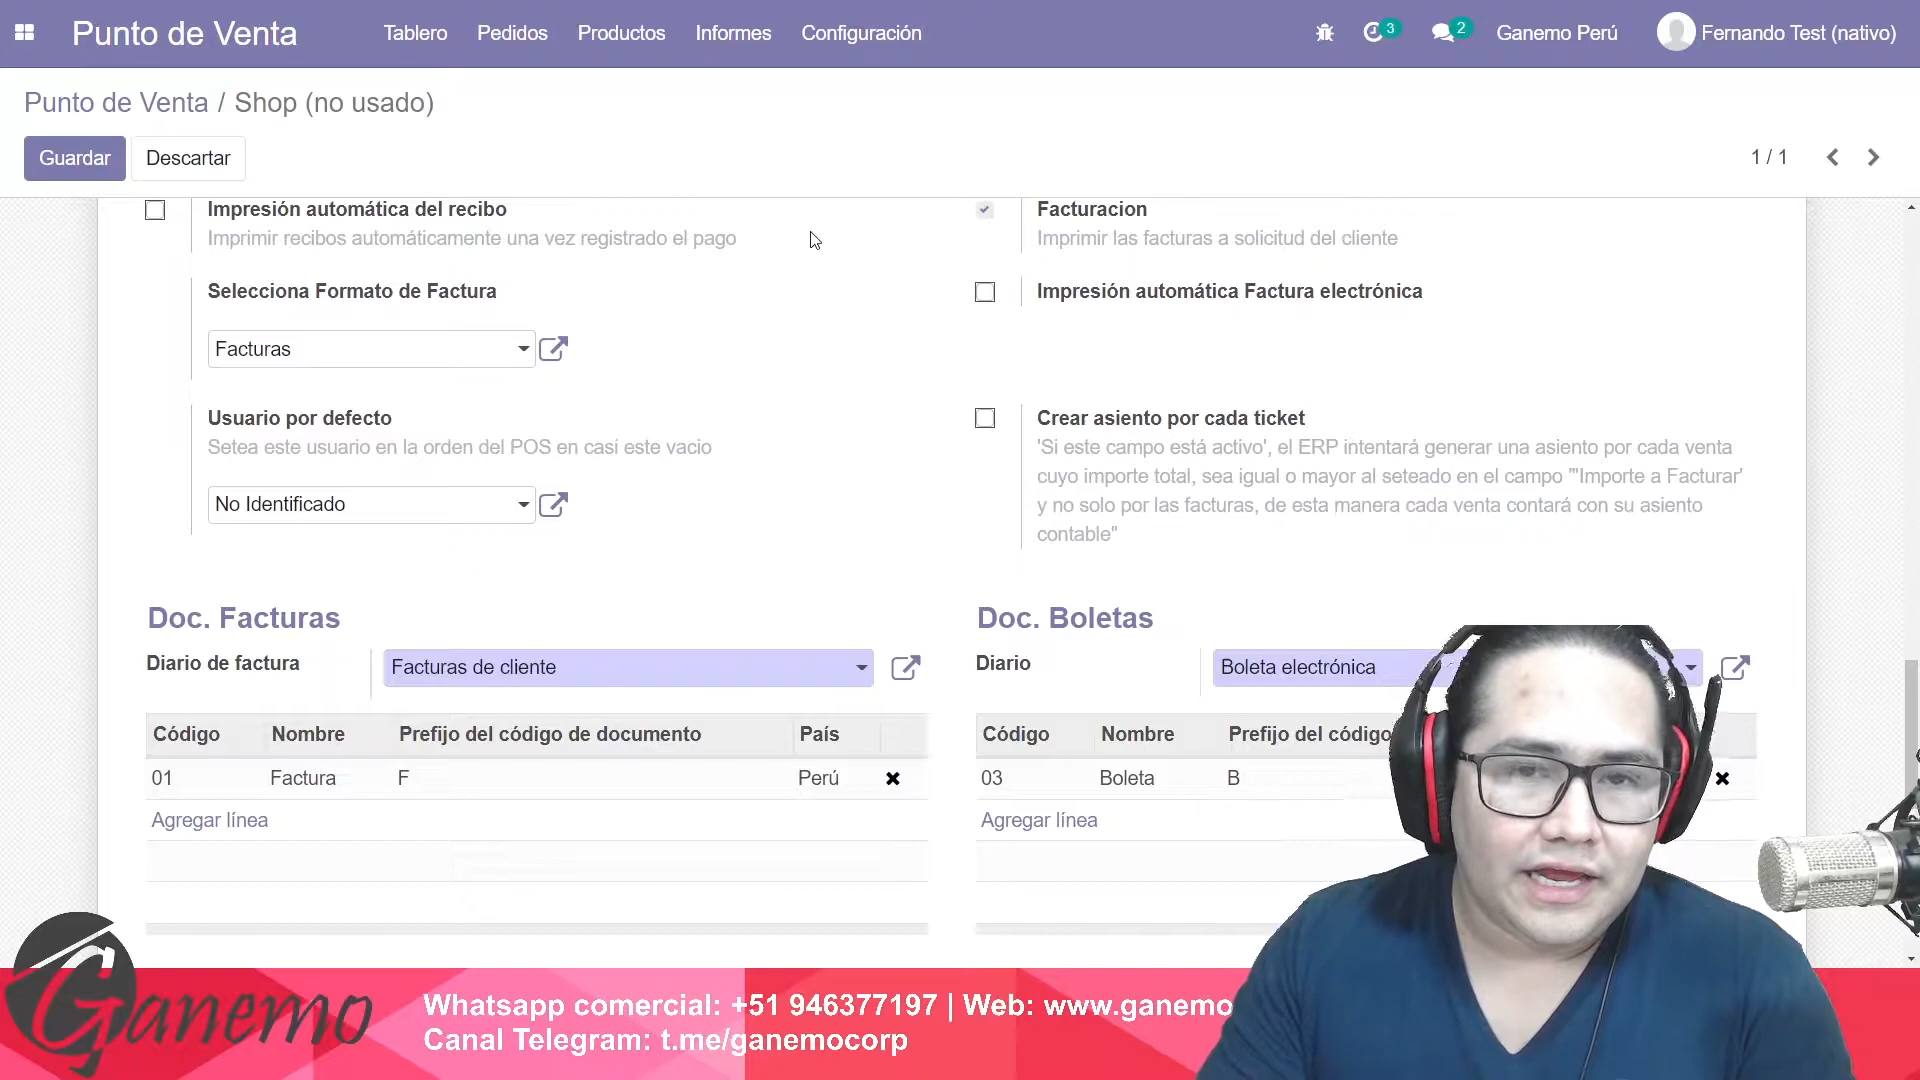 Punto de Venta
Tablero
Pedidos
Productos
Informes
Configuración
3
2
Ganemo Perú
Fernando Test (nativo)
Punto de Venta / Shop (no usado)
Guardar
Descartar
1 / 1
Impresión automática del recibo
Imprimir recibos automáticamente una vez registrado el pago
Facturacion
Imprimir las facturas a solicitud del cliente
Selecciona Formato de Factura
Facturas
Impresión automática Factura electrónica
Usuario por defecto
Setea este usuario en la orden del POS en casí este vacio
No Identificado
Crear asiento por cada ticket
'Si este campo está activo', el ERP intentará generar una asiento por cada venta
cuyo importe total, sea igual o mayor al seteado en el campo "'Importe a Facturar'
y no solo por las facturas, de esta manera cada venta contará con su asiento
contable"
Doc. Facturas
Diario de factura
Facturas de cliente
Código Nombre Prefijo del código de documento País
01 Factura F Perú
Agregar línea
Doc. Boletas
Diario
Boleta electrónica
Código Nombre Prefijo del código
03 Boleta B
Agregar línea
Ganemo
Whatsapp comercial: +51 946377197 | Web: www.ganemo
Canal Telegram: t.me/ganemocorp